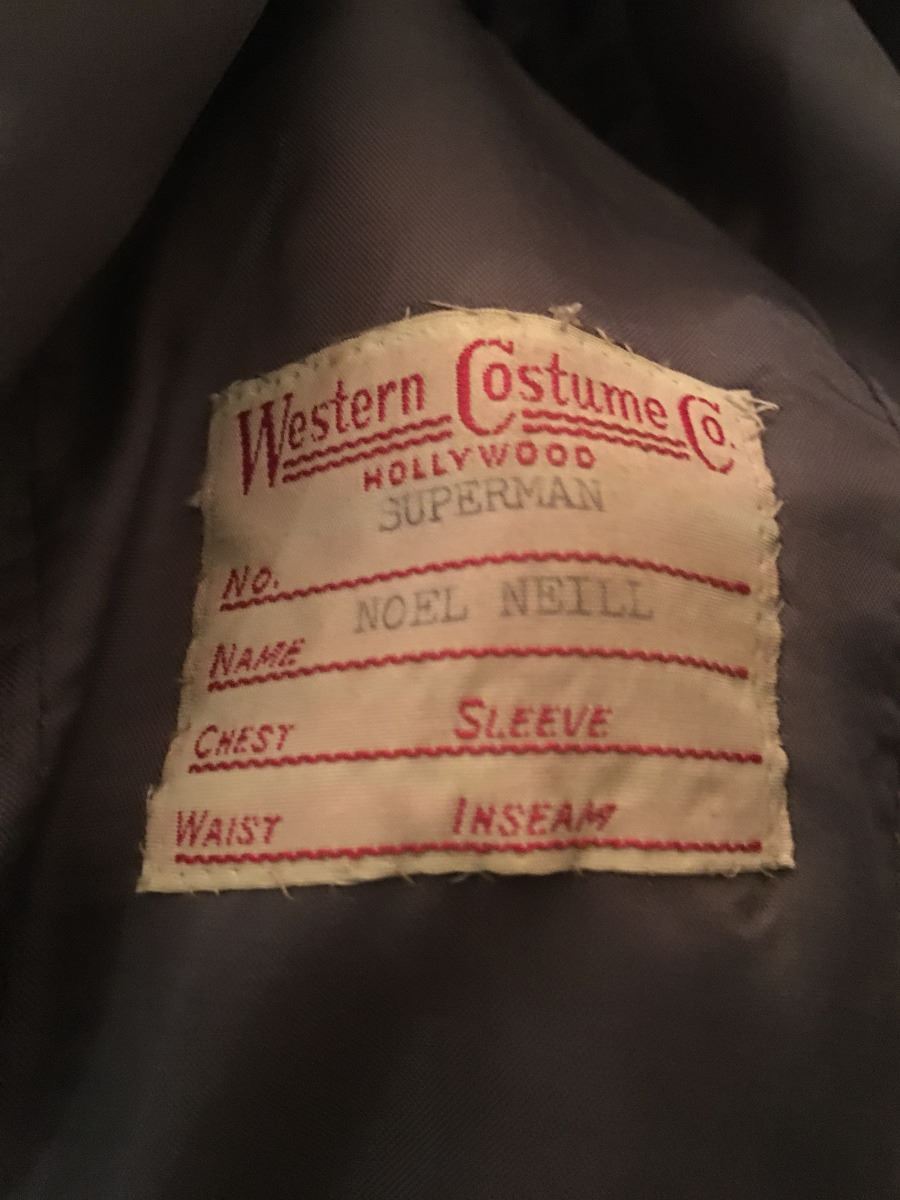 Western Costume Co.
HOLLYWOOD
SUPERMAN
No.
NOEL NEILL
NAME
CHEST SLEEVE
WAIST INSEAM